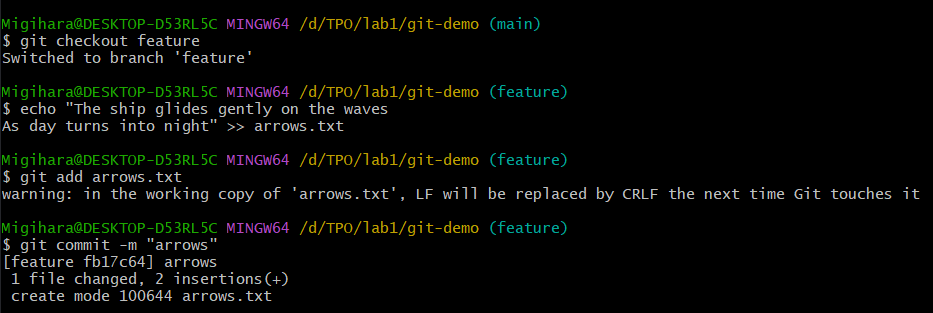 Migihara@DESKTOP-D53RL5C MINGW64 /d/TPO/lab1/git-demo (main)
$ git checkout feature
Switched to branch 'feature'
Migihara@DESKTOP-D53RL5C MINGW64 /d/TPO/lab1/git-demo (feature)
$ echo "The ship glides gently on the waves
As day turns into night" >> arrows.txt
Migihara@DESKTOP-D53RL5C MINGW64 /d/TPO/lab1/git-demo (feature)
$ git add arrows.txt
warning: in the working copy of 'arrows.txt', LF will be replaced by CRLF the next time Git touches it
Migihara@DESKTOP-D53RL5C MINGW64 /d/TPO/lab1/git-demo (feature)
$ git commit -m "arrows"
[feature fb17c64] arrows
 1 file changed, 2 insertions(+)
 create mode 100644 arrows.txt